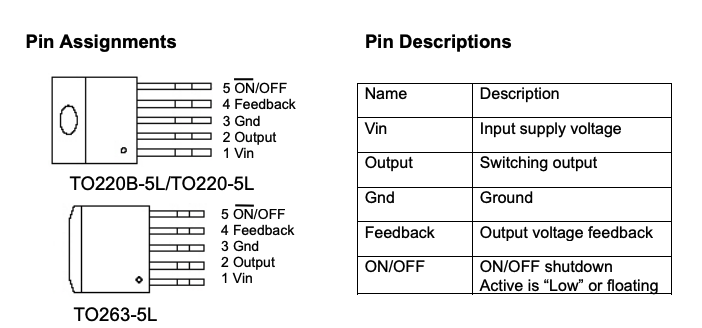 Pin Assignments
5 O̅N̅/OFF
4 Feedback
3 Gnd
2 Output
1 Vin
TO220B-5L/TO220-5L
5 O̅N̅/OFF
4 Feedback
3 Gnd
2 Output
1 Vin
TO263-5L
Pin Descriptions
Name Description
Vin Input supply voltage
Output Switching output
Gnd Ground
Feedback Output voltage feedback
ON/OFF ON/OFF shutdown
Active is “Low” or floating